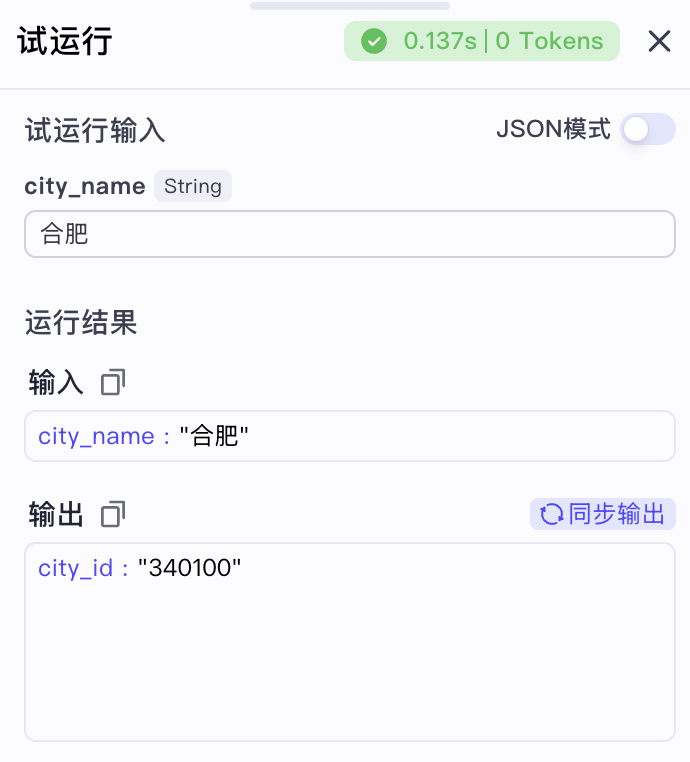 试运行
0.137s | 0 Tokens
试运行输入
JSON模式
city_name String
合肥
运行结果
输入
city_name : "合肥"
输出
同步输出
city_id : "340100"